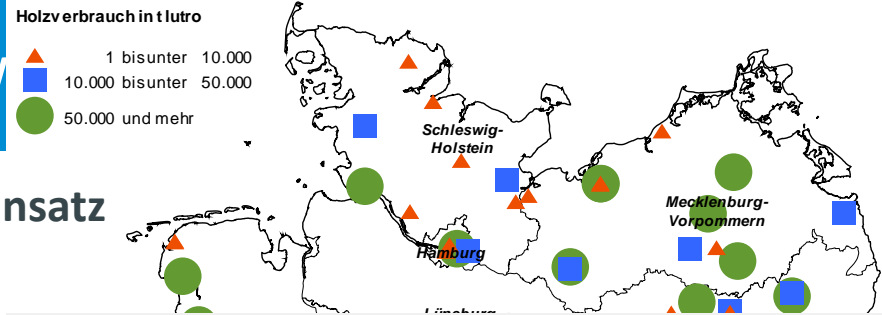 Holzverbrauch in t lutro
1 bis unter 10.000
10.000 bis unter 50.000
50.000 und mehr
nsatz
Schleswig-
Holstein
Mecklenburg-
Vorpommern
Hamburg